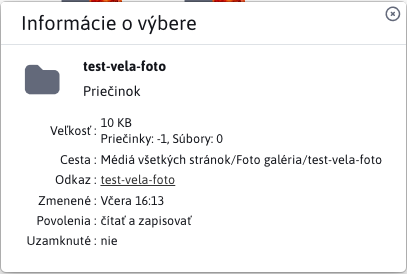 Informácie o výbere
test-vela-foto
Priečinok
Veľkosť : 10 KB
Priečinky: -1, Súbory: 0
Cesta : Médiá všetkých stránok/Foto galéria/test-vela-foto
Odkaz : test-vela-foto
Zmenené : Včera 16:13
Povolenia : čítať a zapisovať
Uzamknuté : nie